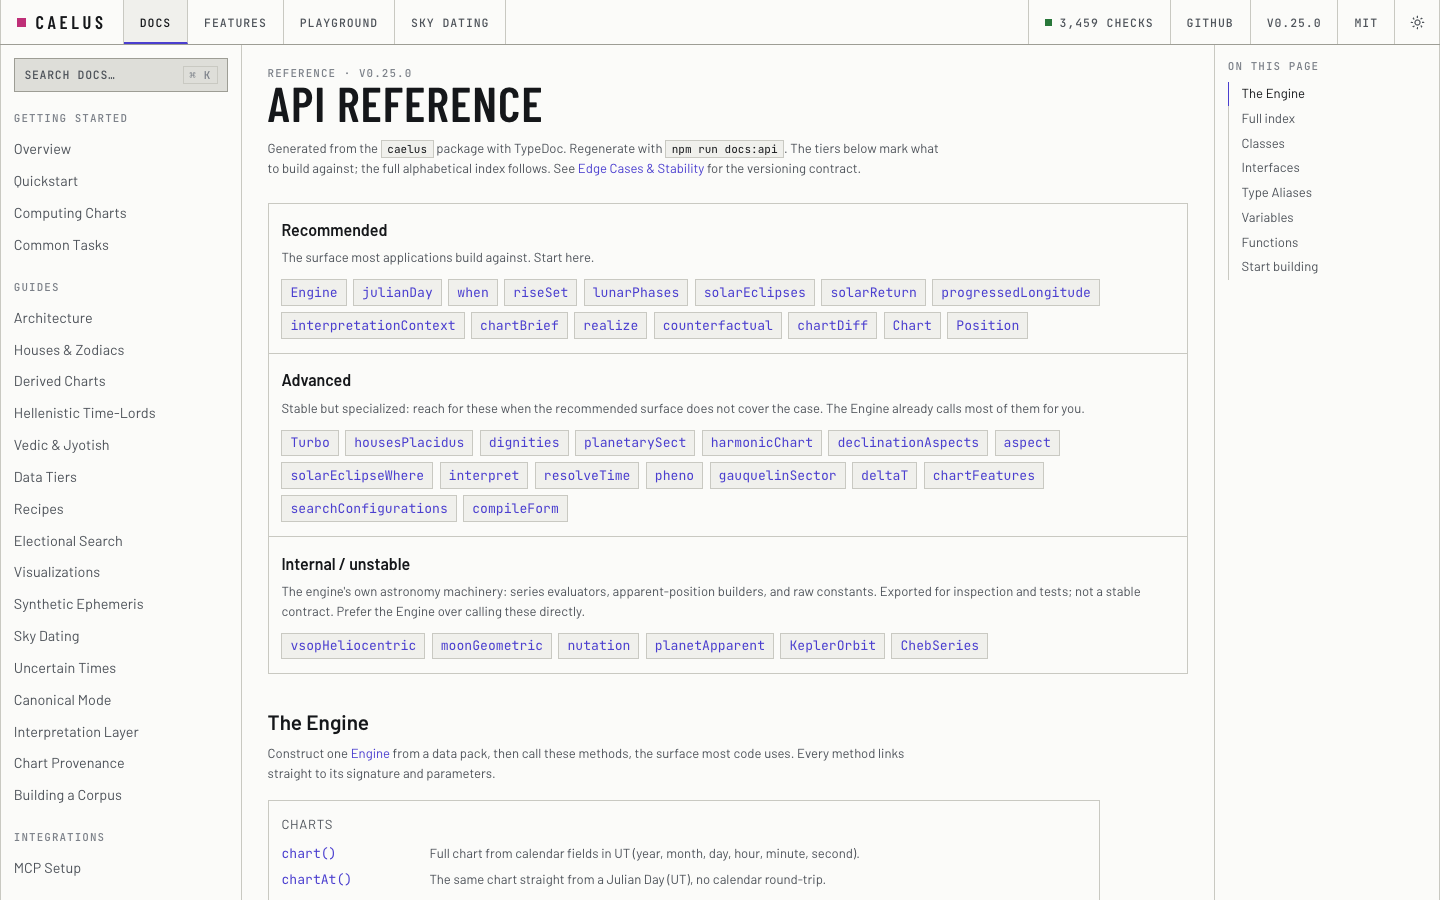 CAELUS
DOCS
FEATURES
PLAYGROUND
SKY DATING
3,459 CHECKS
GITHUB
V0.25.0
MIT
SEARCH DOCS…
⌘ K
GETTING STARTED
Overview
Quickstart
Computing Charts
Common Tasks
GUIDES
Architecture
Houses & Zodiacs
Derived Charts
Hellenistic Time-Lords
Vedic & Jyotish
Data Tiers
Recipes
Electional Search
Visualizations
Synthetic Ephemeris
Sky Dating
Uncertain Times
Canonical Mode
Interpretation Layer
Chart Provenance
Building a Corpus
INTEGRATIONS
MCP Setup
REFERENCE · V0.25.0
API REFERENCE
Generated from the caelus package with TypeDoc. Regenerate with npm run docs:api. The tiers below mark what
to build against; the full alphabetical index follows. See Edge Cases & Stability for the versioning contract.
Recommended
The surface most applications build against. Start here.
Engine julianDay when riseSet lunarPhases solarEclipses solarReturn progressedLongitude
interpretationContext chartBrief realize counterfactual chartDiff Chart Position
Advanced
Stable but specialized: reach for these when the recommended surface does not cover the case. The Engine already calls most of them for you.
Turbo housesPlacidus dignities planetarySect harmonicChart declinationAspects aspect
solarEclipseWhere interpret resolveTime pheno gauquelinSector deltaT chartFeatures
searchConfigurations compileForm
Internal / unstable
The engine's own astronomy machinery: series evaluators, apparent-position builders, and raw constants. Exported for inspection and tests; not a stable
contract. Prefer the Engine over calling these directly.
vsopHeliocentric moonGeometric nutation planetApparent KeplerOrbit ChebSeries
The Engine
Construct one Engine from a data pack, then call these methods, the surface most code uses. Every method links
straight to its signature and parameters.
CHARTS
chart() Full chart from calendar fields in UT (year, month, day, hour, minute, second).
chartAt() The same chart straight from a Julian Day (UT), no calendar round-trip.
ON THIS PAGE
The Engine
Full index
Classes
Interfaces
Type Aliases
Variables
Functions
Start building